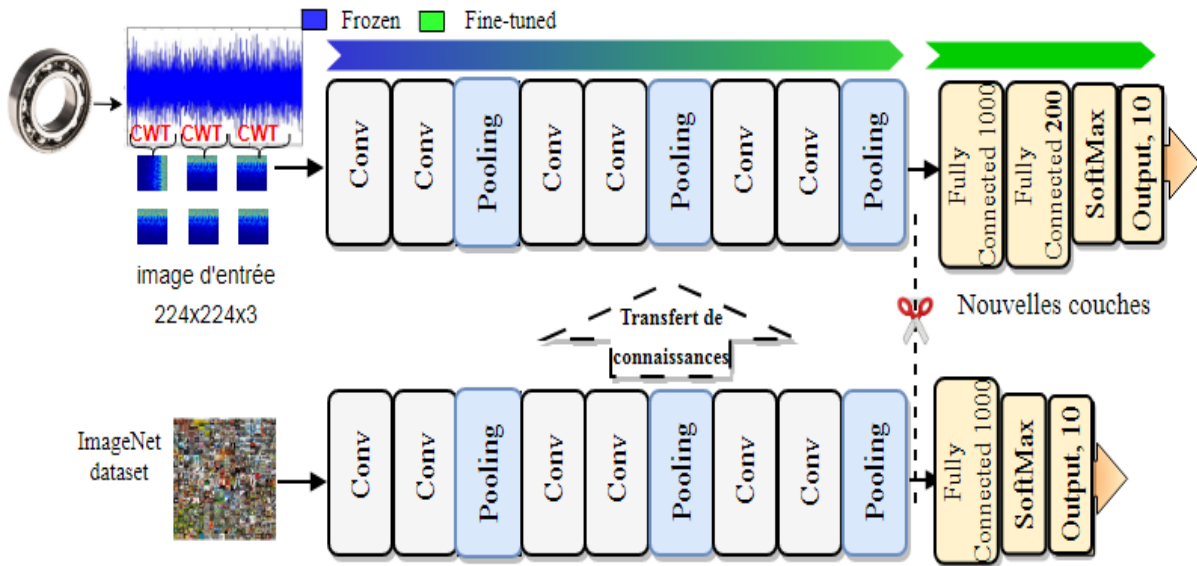 Frozen
Fine-tuned
CWT CWT CWT
image d'entrée
224x224x3
Conv
Conv
Pooling
Conv
Conv
Pooling
Conv
Conv
Pooling
Fully
Connected 1000
Fully
Connected 200
SoftMax
Output, 10
Nouvelles couches
Transfert de
connaissances
ImageNet
dataset
Conv
Conv
Pooling
Conv
Conv
Pooling
Conv
Conv
Pooling
Fully
Connected 1000
SoftMax
Output, 10